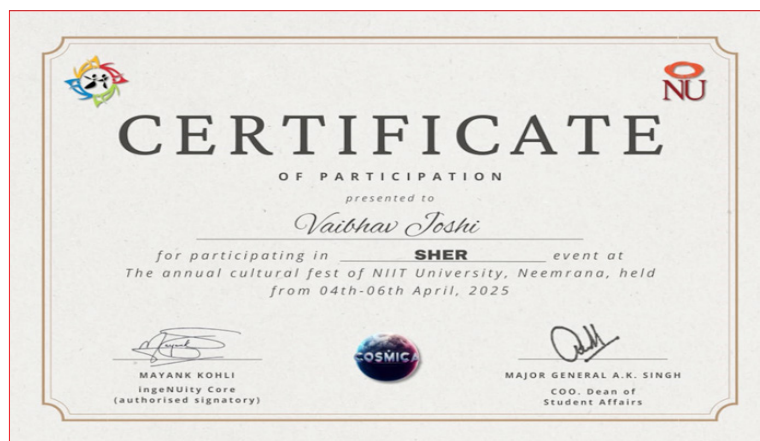 NU
CERTIFICATE
OF PARTICIPATION
presented to
Vaibhav Joshi
for participating in SHER event at
The annual cultural fest of NIIT University, Neemrana, held
from 04th-06th April, 2025
COSMICA
MAYANK KOHLI
ingeNUity Core
(authorised signatory)
MAJOR GENERAL A.K. SINGH
COO. Dean of
Student Affairs